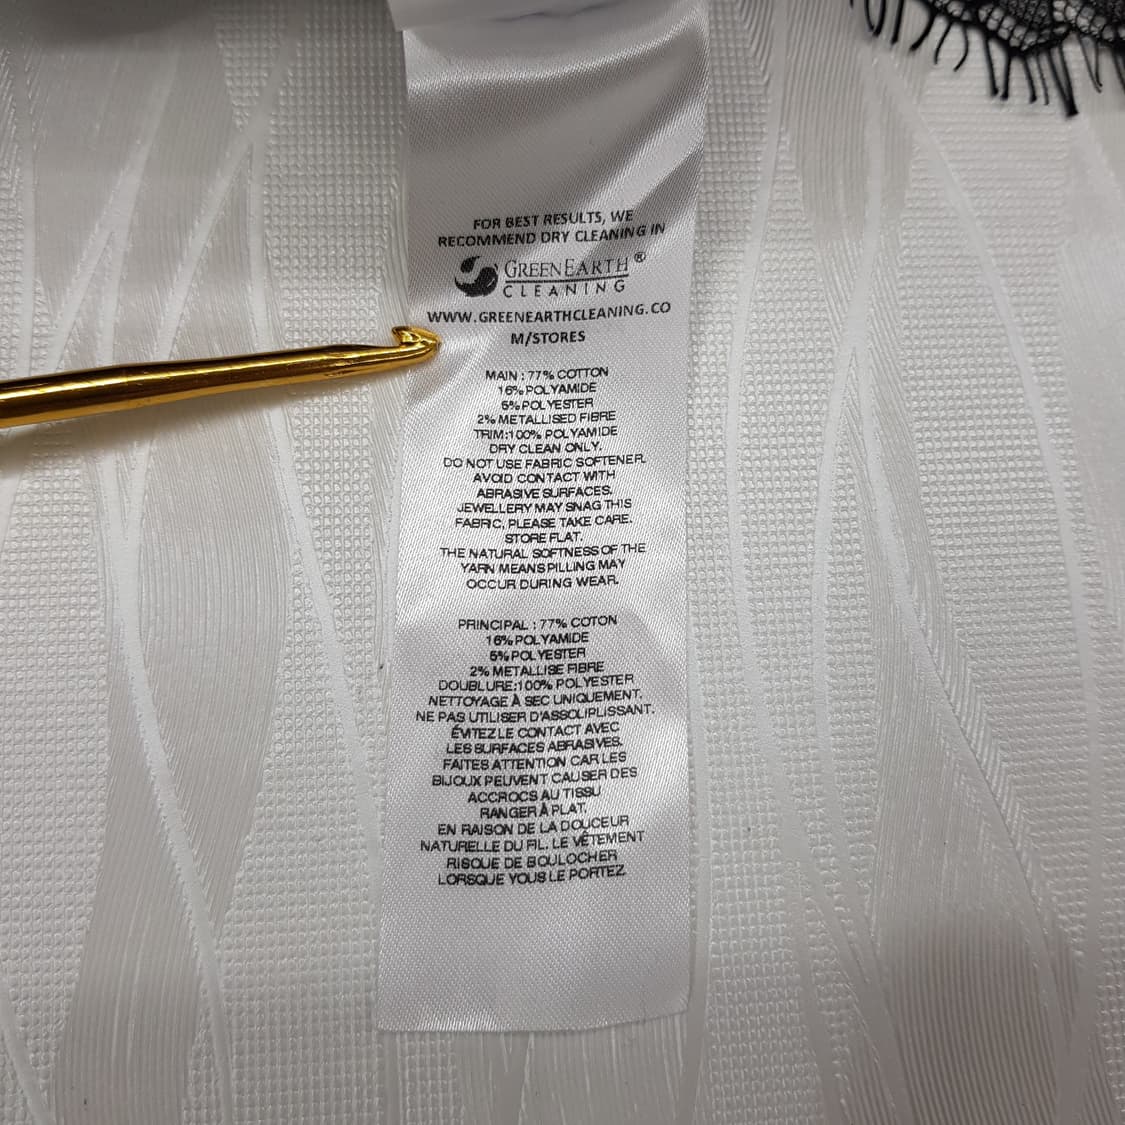 FOR BEST RESULTS, WE
RECOMMEND DRY CLEANING IN
GREENEARTH®
CLEANING
WWW.GREENEARTHCLEANING.CO
M/STORES
MAIN : 77% COTTON
16% POLYAMIDE
5% POLYESTER
2% METALLISED FIBRE
TRIM:100% POLYAMIDE
DRY CLEAN ONLY.
DO NOT USE FABRIC SOFTENER.
AVOID CONTACT WITH
ABRASIVE SURFACES.
JEWELLERY MAY SNAG THIS
FABRIC, PLEASE TAKE CARE.
STORE FLAT.
THE NATURAL SOFTNESS OF THE
YARN MEANS PILLING MAY
OCCUR DURING WEAR.
PRINCIPAL : 77% COTON
16% POLYAMIDE
5% POLYESTER
2% METALLISE FIBRE
DOUBLURE:100% POLYESTER
NETTOYAGE À SEC UNIQUEMENT.
NE PAS UTILISER D'ASSOUPLISSANT.
ÉVITEZ LE CONTACT AVEC
LES SURFACES ABRASIVES.
FAITES ATTENTION CAR LES
BIJOUX PEUVENT CAUSER DES
ACCROCS AU TISSU
RANGER À PLAT.
EN RAISON DE LA DOUCEUR
NATURELLE DU FIL. LE VÊTEMENT
RISQUE DE BOULOCHER
LORSQUE VOUS LE PORTEZ.